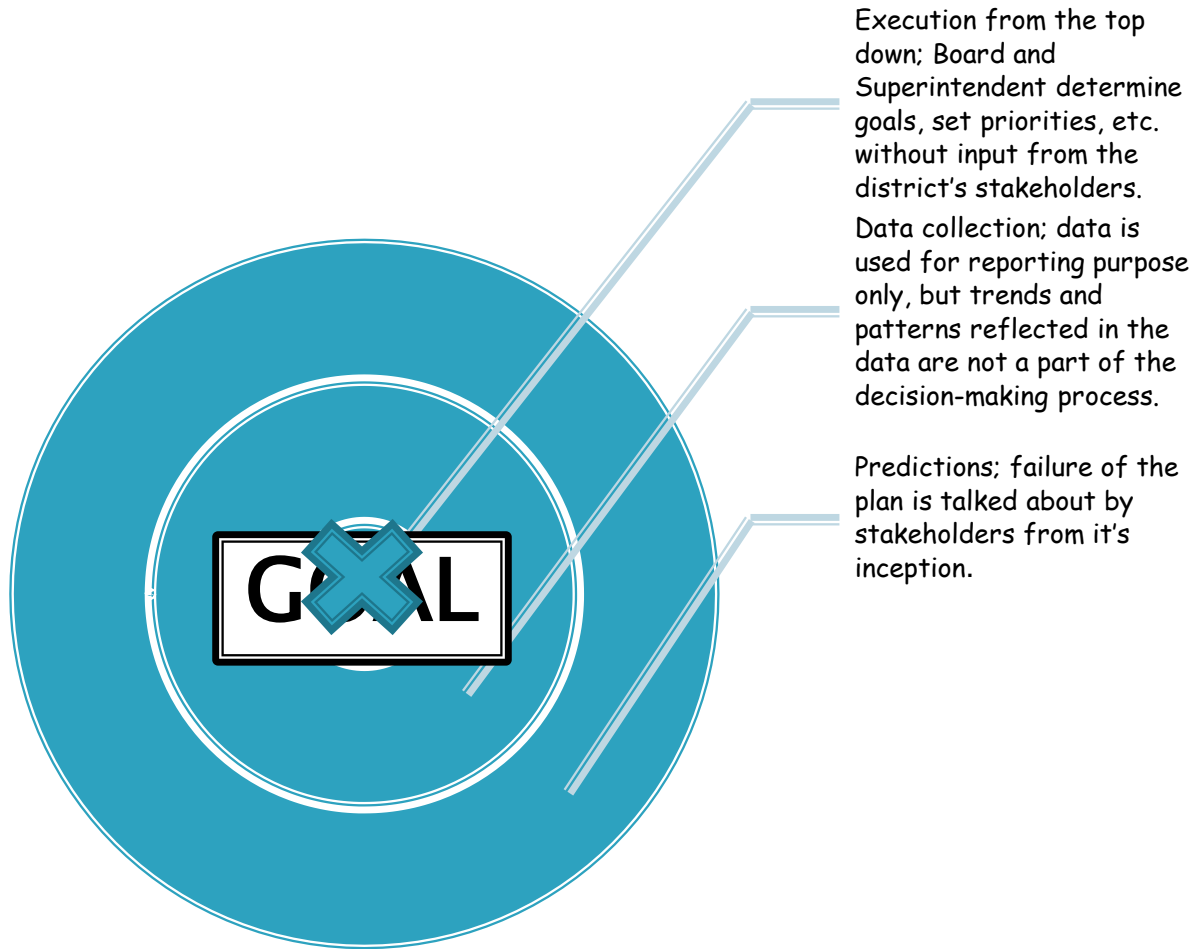 Execution from the top
down; Board and
Superintendent determine
goals, set priorities, etc.
without input from the
district's stakeholders.
Data collection; data is
used for reporting purpose
only, but trends and
patterns reflected in the
data are not a part of the
decision-making process.
Predictions; failure of the
plan is talked about by
stakeholders from it's
inception.
GOAL